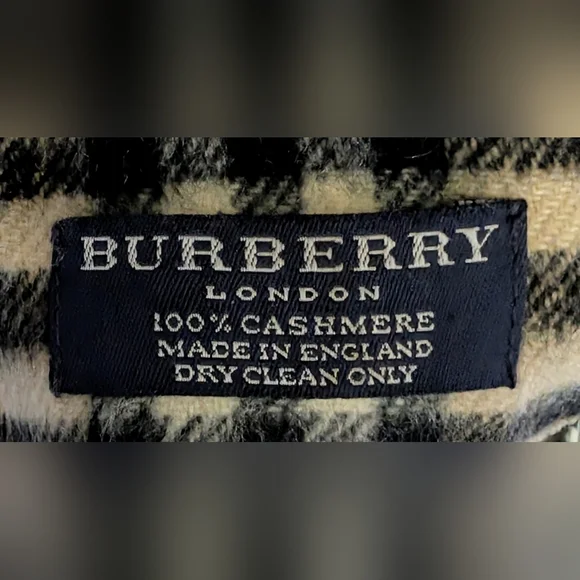 BURBERRY
LONDON
100% CASHMERE
MADE IN ENGLAND
DRY CLEAN ONLY